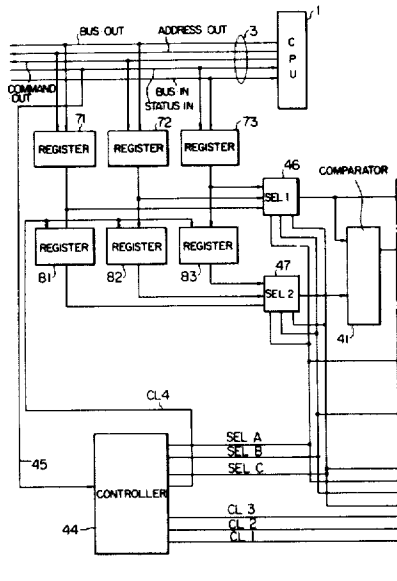 1
BUS OUT
ADDRESS OUT
3
CPU
COMMAND OUT
BUS IN
STATUS IN
71
72
73
REGISTER
REGISTER
REGISTER
46
COMPARATOR
SEL 1
REGISTER
REGISTER
REGISTER
81
82
83
47
SEL 2
41
CL4
45
SEL A
SEL B
SEL C
CONTROLLER
44
CL 3
CL 2
CL 1